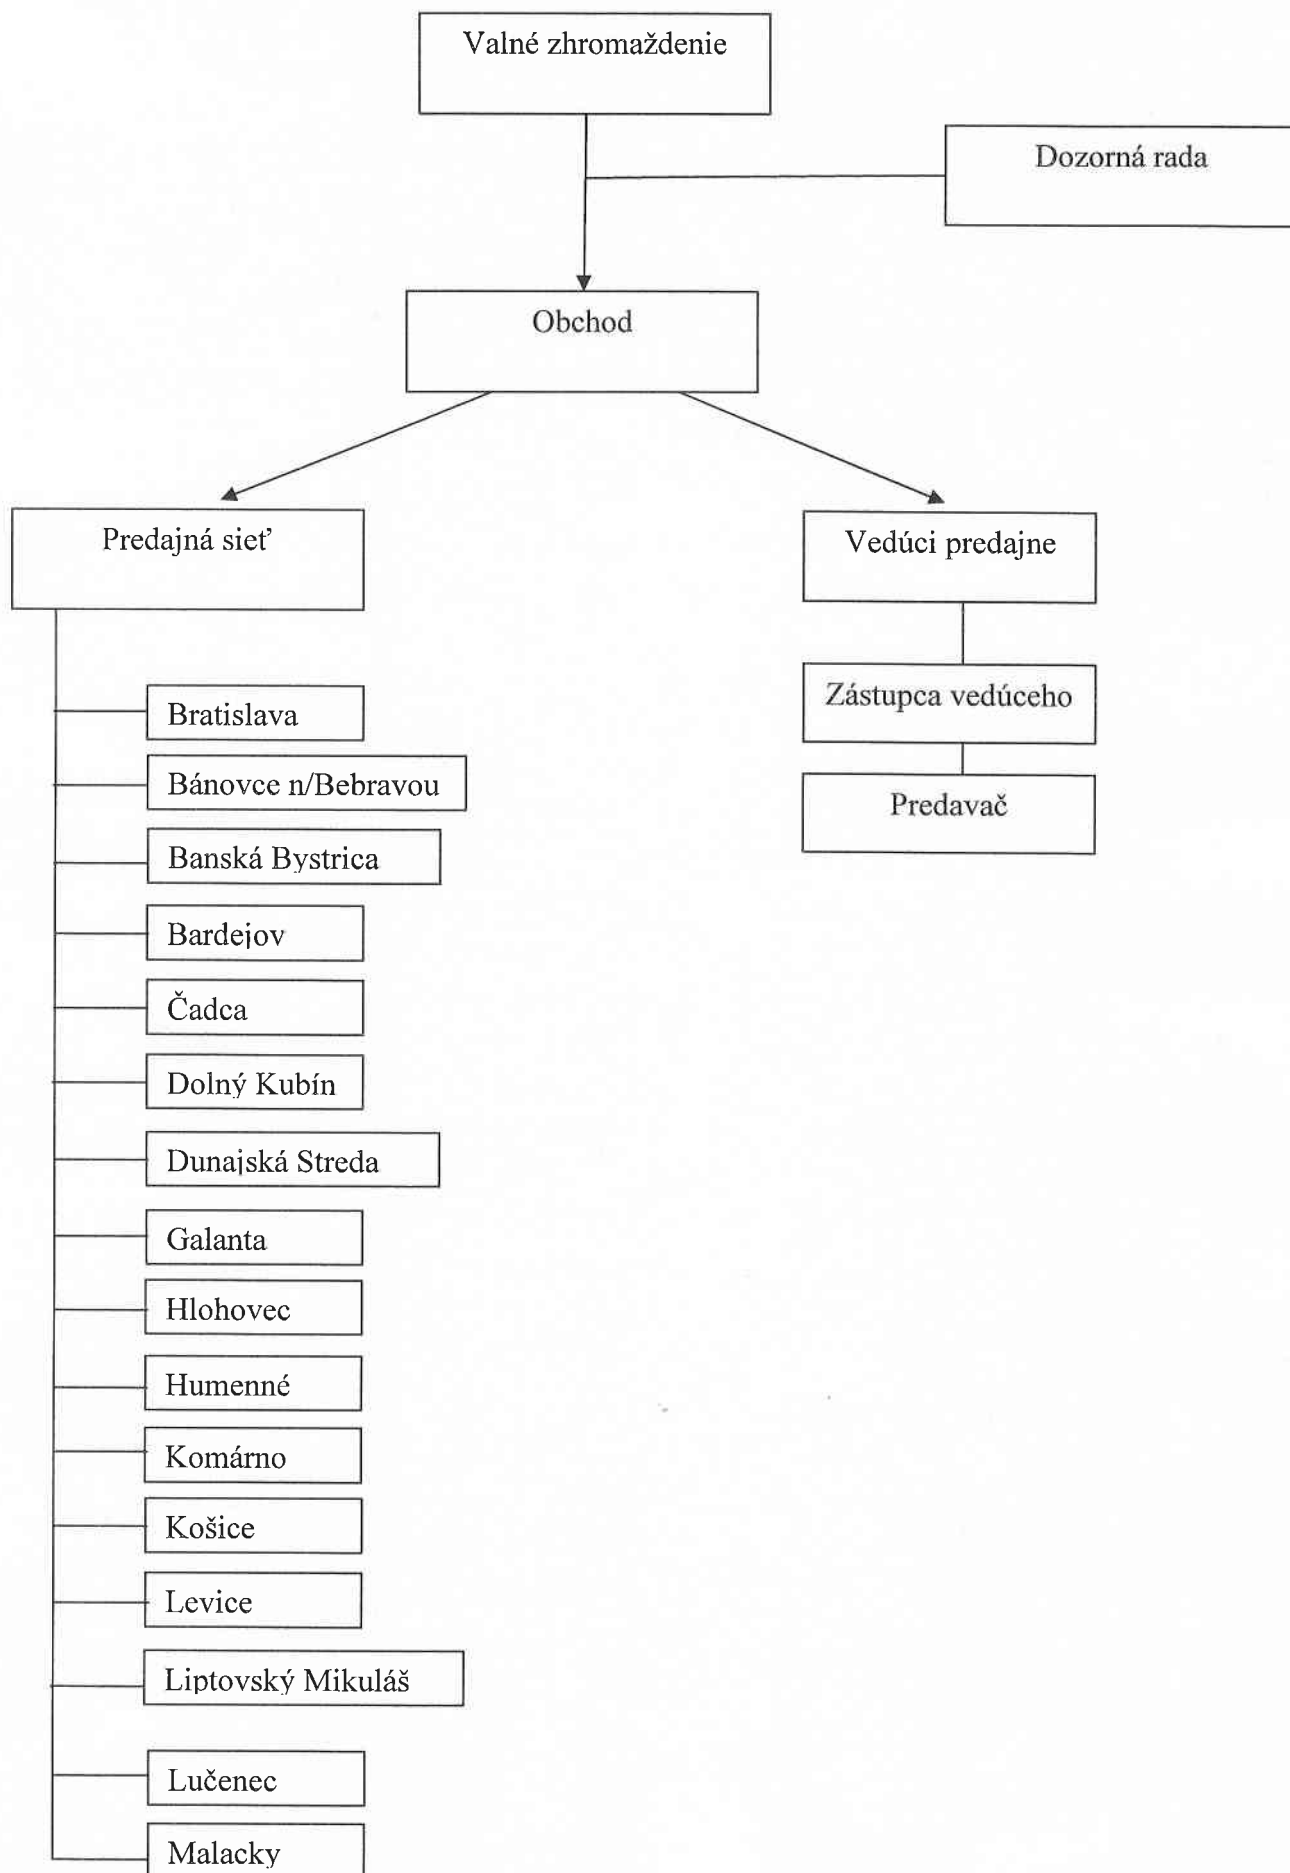 Valné zhromaždenie
Dozorná rada
Obchod
Predajná sieť
Vedúci predajne
Zástupca vedúceho
Predavač
Bratislava
Bánovce n/Bebravou
Banská Bystrica
Bardejov
Čadca
Dolný Kubín
Dunajská Streda
Galanta
Hlohovec
Humenné
Komárno
Košice
Levice
Liptovský Mikuláš
Lučenec
Malacky